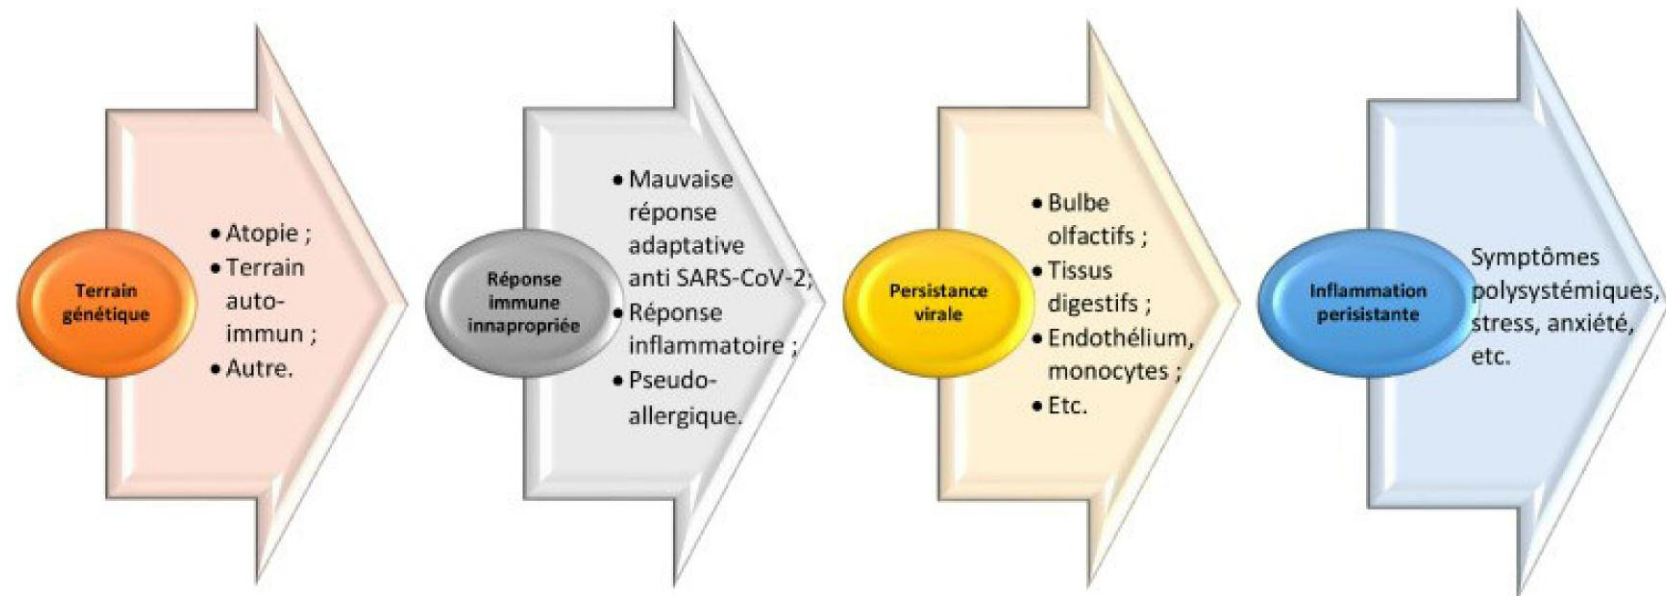 Terrain
génétique
• Atopie ;
• Terrain
auto-
immun ;
• Autre.
Réponse
immune
innapropriée
• Mauvaise
réponse
adaptative
anti SARS-CoV-2;
• Réponse
inflammatoire ;
• Pseudo-
allergique.
Persistance
virale
• Bulbe
olfactifs ;
• Tissus
digestifs ;
• Endothélium,
monocytes ;
• Etc.
Inflammation
perisistante
Symptômes
polysystémiques,
stress, anxiété,
etc.